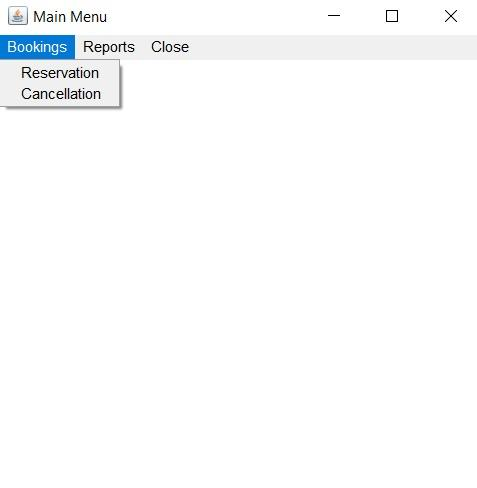 Main Menu
Bookings Reports Close
Reservation
Cancellation